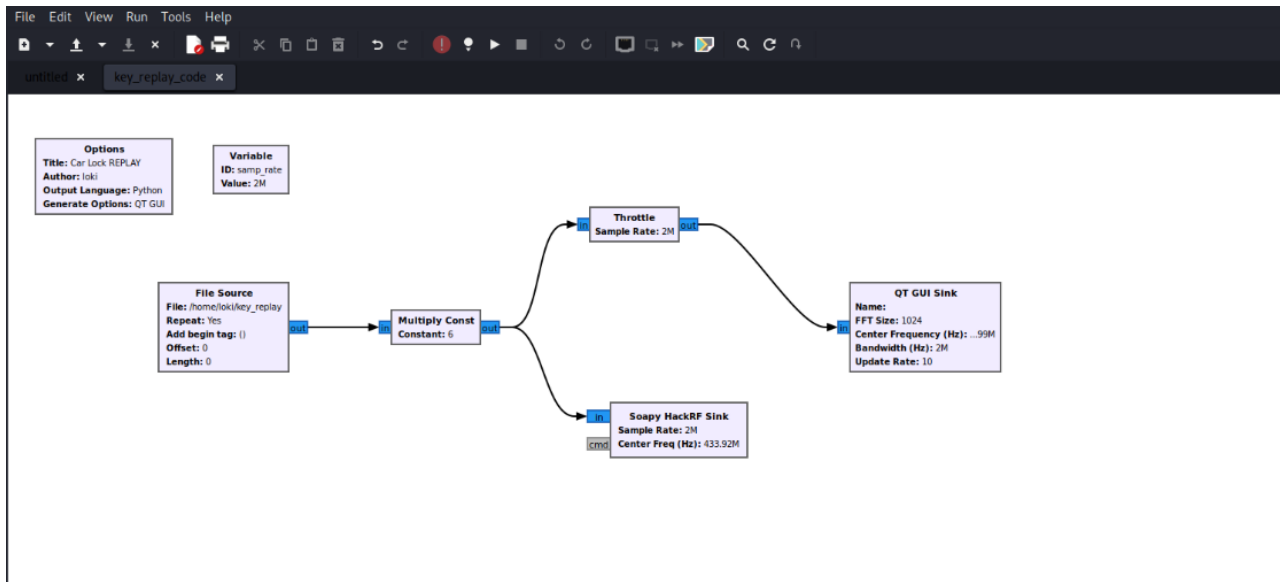 File Edit View Run Tools Help
untitled ×
key_replay_code ×
Options
Title: Car Lock REPLAY
Author: loki
Output Language: Python
Generate Options: QT GUI
Variable
ID: samp_rate
Value: 2M
Throttle
Sample Rate: 2M
in
out
File Source
File: /home/loki/key_replay
Repeat: Yes
Add begin tag: ()
Offset: 0
Length: 0
out
in
Multiply Const
Constant: 6
out
in
QT GUI Sink
Name:
FFT Size: 1024
Center Frequency (Hz): ...99M
Bandwidth (Hz): 2M
Update Rate: 10
in
cmd
Soapy HackRF Sink
Sample Rate: 2M
Center Freq (Hz): 433.92M